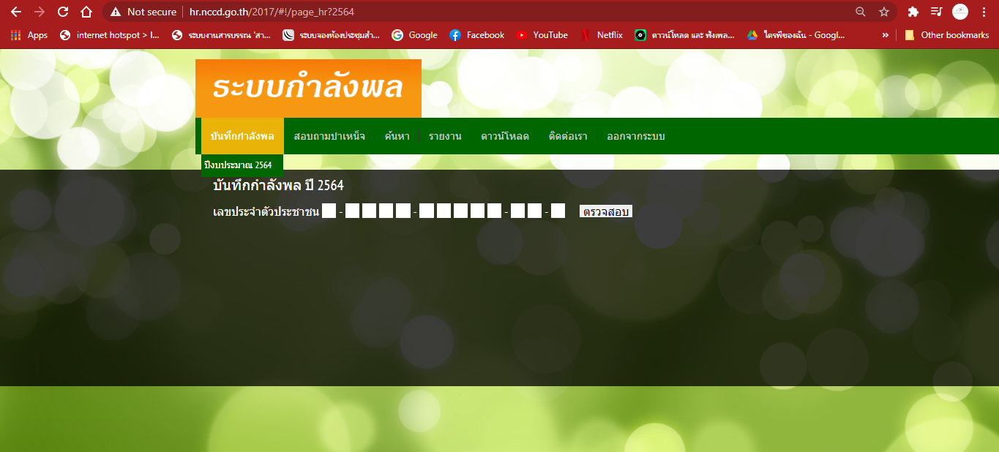 Not secure hr.nccd.go.th/2017/#!/page_hr?2564
Apps internet hotspot > I... ระบบงานสารบรรณ 'สา... ระบบจองห้องประชุมสำ... Google Facebook YouTube Netflix ดาวน์โหลด และ ฟังเพล... ไดรฟ์ของฉัน - Googl... » Other bookmarks
ระบบกำลังพล
บันทึกกำลังพล สอบถามบำเหน็จ ค้นหา รายงาน ดาวน์โหลด ติดต่อเรา ออกจากระบบ
ปีงบประมาณ 2564
บันทึกกำลังพล ปี 2564
เลขประจำตัวประชาชน - - - - ตรวจสอบ